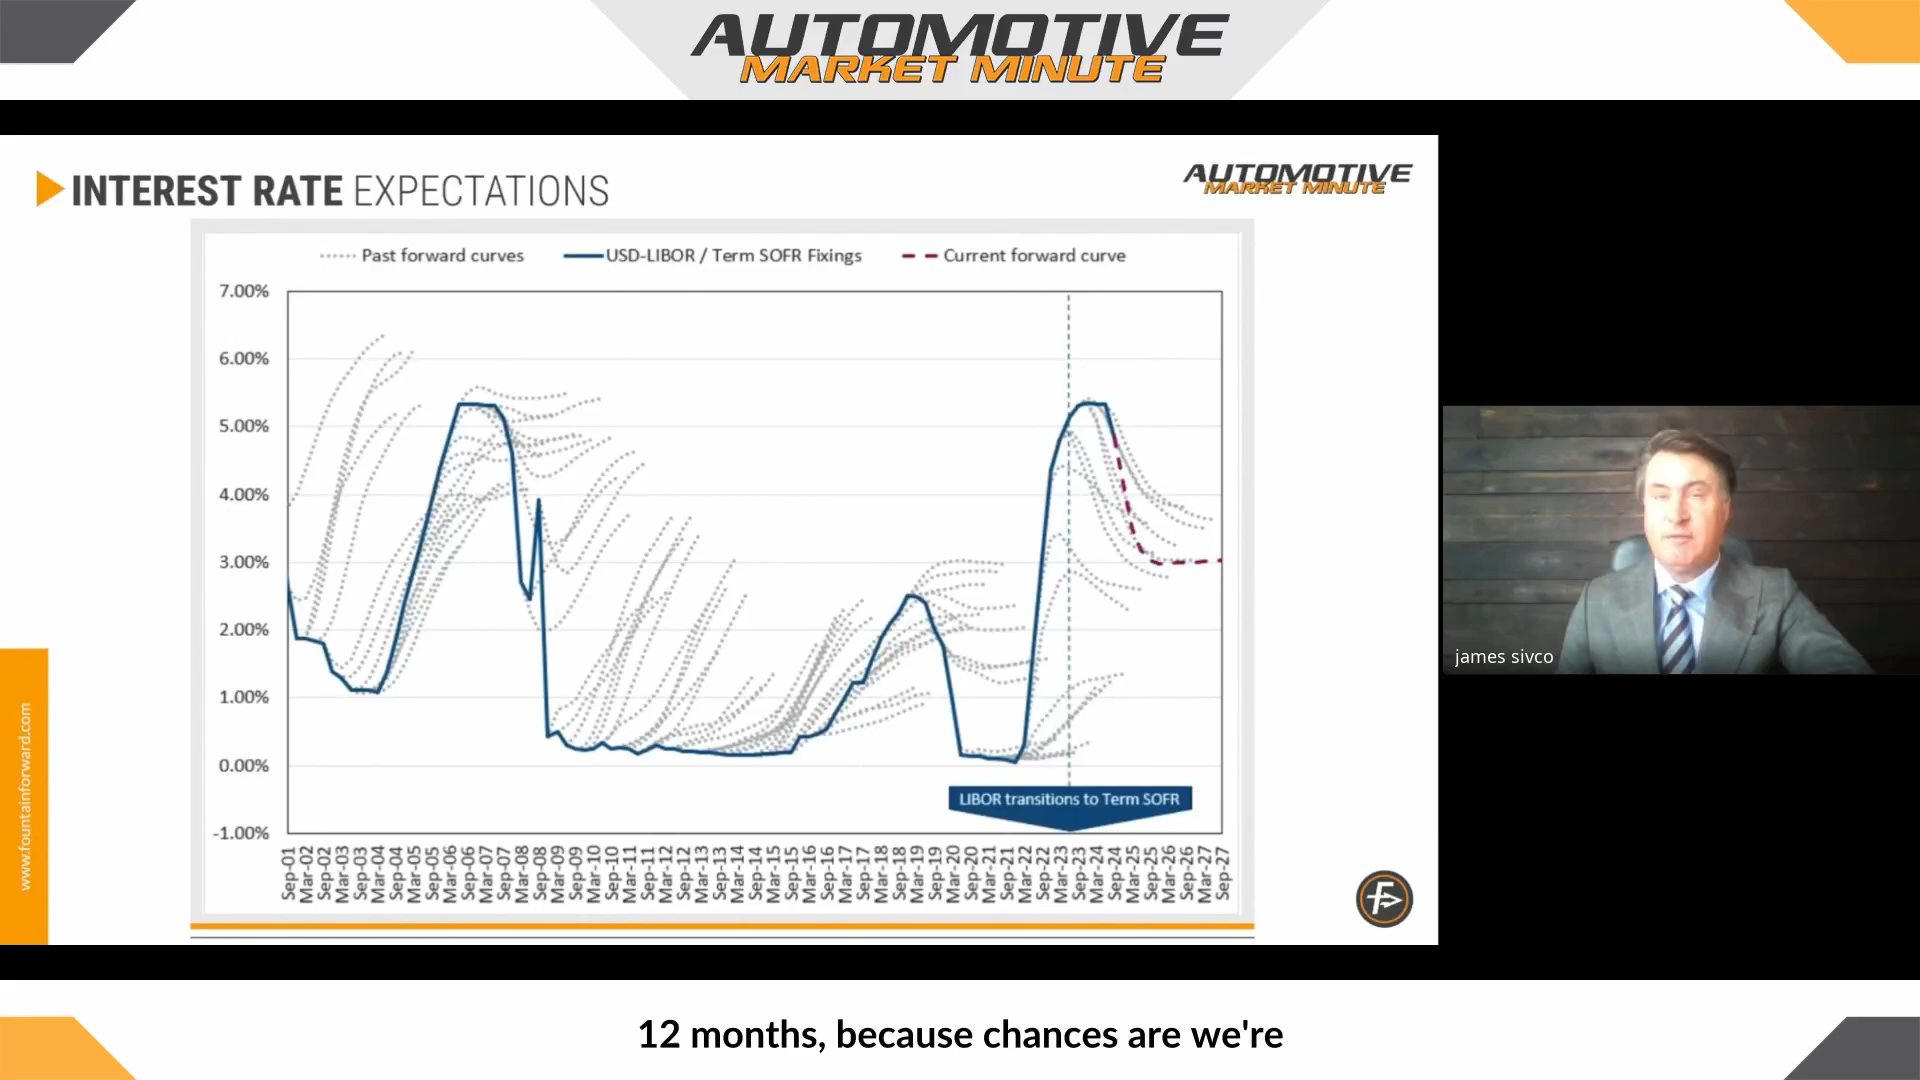 AUTOMOTIVE
MARKET MINUTE
INTEREST RATE EXPECTATIONS
AUTOMOTIVE
MARKET MINUTE
Past forward curves
USD-LIBOR / Term SOFR Fixings
Current forward curve
7.00%
6.00%
5.00%
4.00%
3.00%
2.00%
1.00%
0.00%
-1.00%
LIBOR transitions to Term SOFR
Sep-01
Mar-02
Sep-02
Mar-03
Sep-03
Mar-04
Sep-04
Mar-05
Sep-05
Mar-06
Sep-06
Mar-07
Sep-07
Mar-08
Sep-08
Mar-09
Sep-09
Mar-10
Sep-10
Mar-11
Sep-11
Mar-12
Sep-12
Mar-13
Sep-13
Mar-14
Sep-14
Mar-15
Sep-15
Mar-16
Sep-16
Mar-17
Sep-17
Mar-18
Sep-18
Mar-19
Sep-19
Mar-20
Sep-20
Mar-21
Sep-21
Mar-22
Sep-22
Mar-23
Sep-23
Mar-24
Sep-24
Mar-25
Sep-25
Mar-26
Sep-26
Mar-27
Sep-27
www.fountainforward.com
james sivco
12 months, because chances are we're